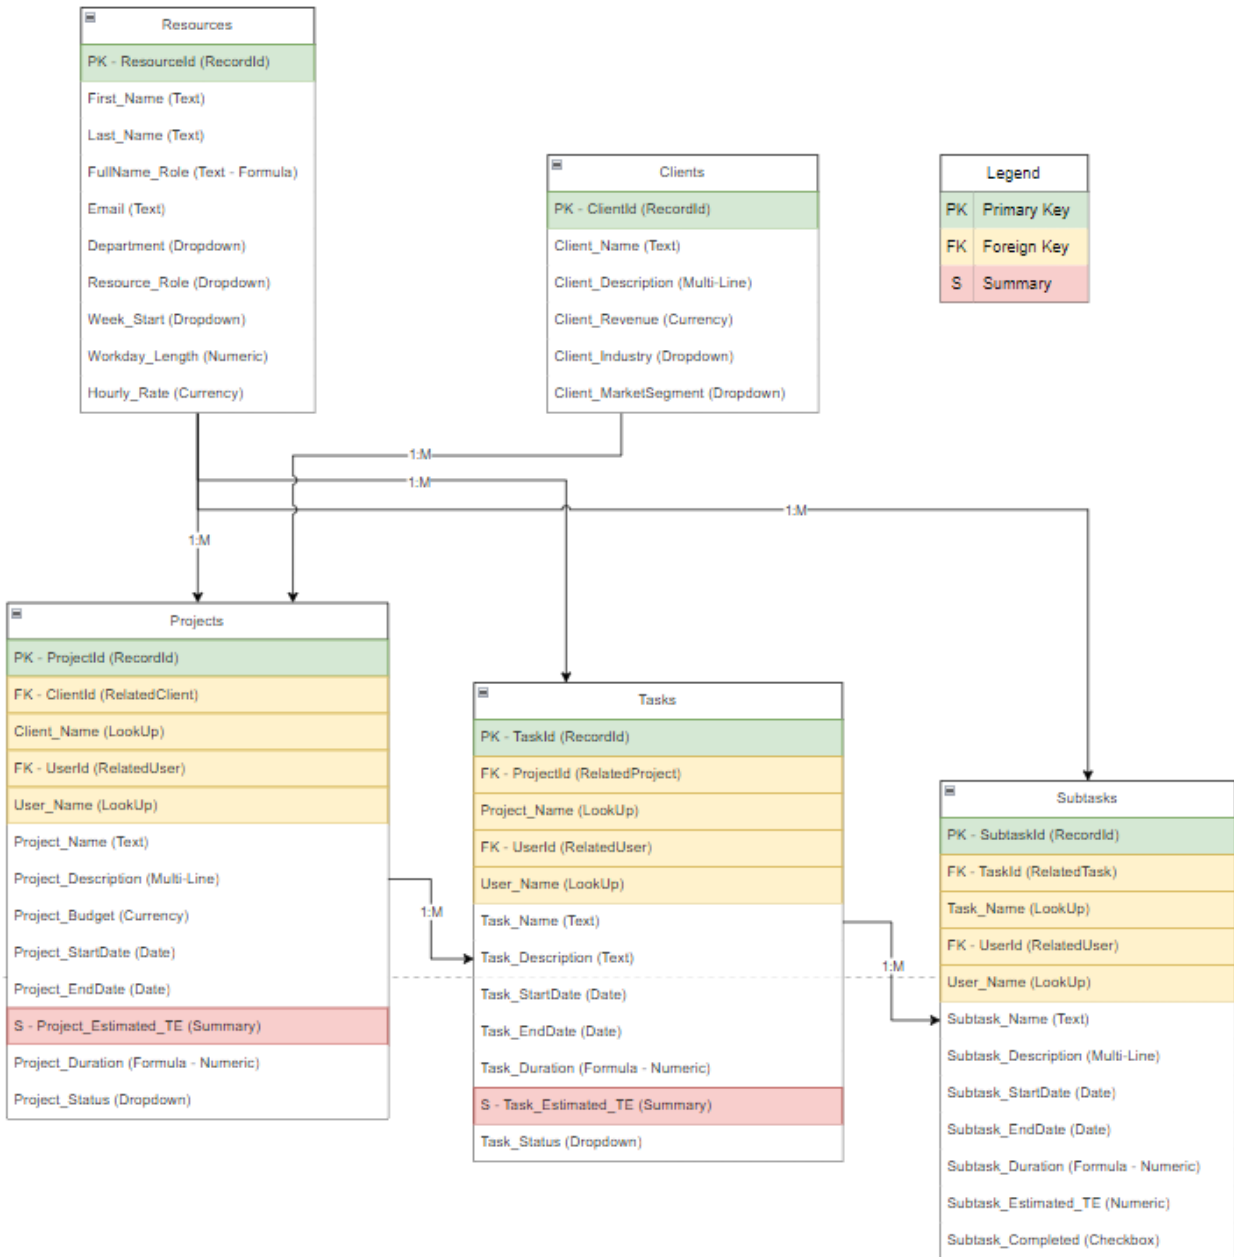 Resources
PK - ResourceId (RecordId)
First_Name (Text)
Last_Name (Text)
FullName_Role (Text - Formula)
Email (Text)
Department (Dropdown)
Resource_Role (Dropdown)
Week_Start (Dropdown)
Workday_Length (Numeric)
Hourly_Rate (Currency)
Clients
PK - ClientId (RecordId)
Client_Name (Text)
Client_Description (Multi-Line)
Client_Revenue (Currency)
Client_Industry (Dropdown)
Client_MarketSegment (Dropdown)
Legend
PK Primary Key
FK Foreign Key
S Summary
1:M
1:M
1:M
1:M
Projects
PK - ProjectId (RecordId)
FK - ClientId (RelatedClient)
Client_Name (LookUp)
FK - UserId (RelatedUser)
User_Name (LookUp)
Project_Name (Text)
Project_Description (Multi-Line)
Project_Budget (Currency)
Project_StartDate (Date)
Project_EndDate (Date)
S - Project_Estimated_TE (Summary)
Project_Duration (Formula - Numeric)
Project_Status (Dropdown)
1:M
Tasks
PK - TaskId (RecordId)
FK - ProjectId (RelatedProject)
Project_Name (LookUp)
FK - UserId (RelatedUser)
User_Name (LookUp)
Task_Name (Text)
Task_Description (Text)
Task_StartDate (Date)
Task_EndDate (Date)
Task_Duration (Formula - Numeric)
S - Task_Estimated_TE (Summary)
Task_Status (Dropdown)
1:M
Subtasks
PK - SubtaskId (RecordId)
FK - TaskId (RelatedTask)
Task_Name (LookUp)
FK - UserId (RelatedUser)
User_Name (LookUp)
Subtask_Name (Text)
Subtask_Description (Multi-Line)
Subtask_StartDate (Date)
Subtask_EndDate (Date)
Subtask_Duration (Formula - Numeric)
Subtask_Estimated_TE (Numeric)
Subtask_Completed (Checkbox)